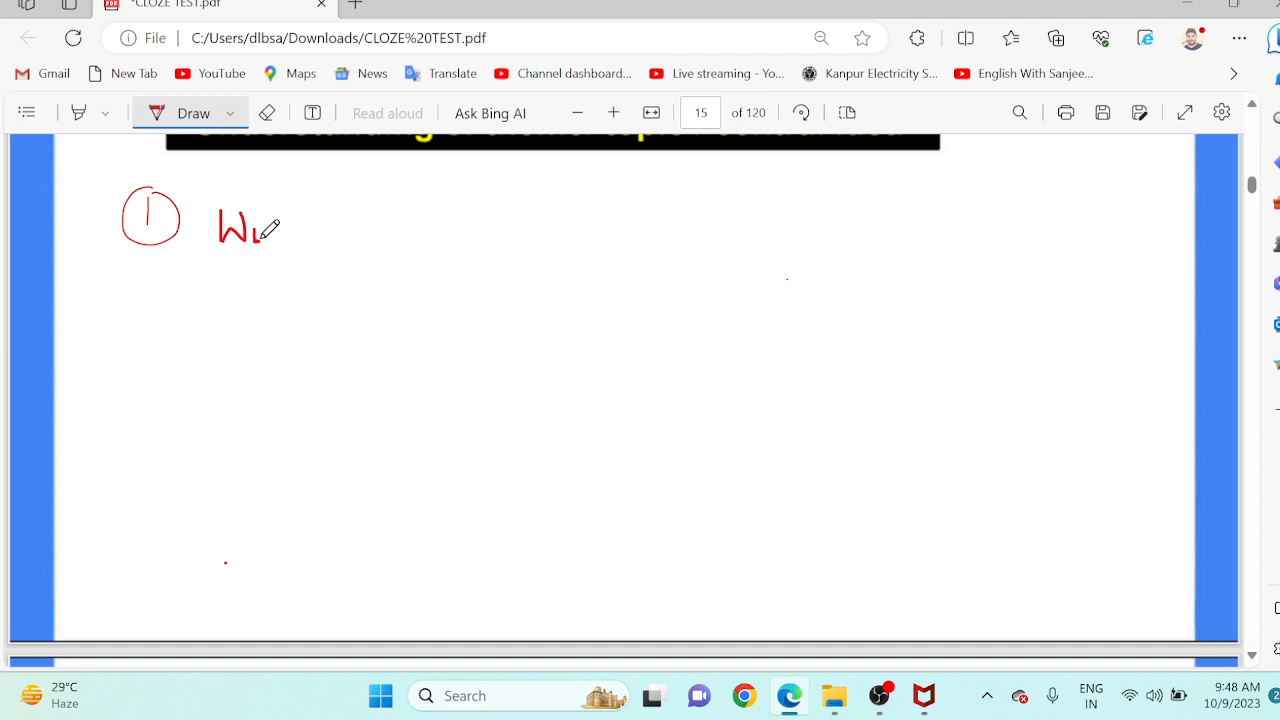 *CLOZE TEST.pdf
File | C:/Users/dlbsa/Downloads/CLOZE%20TEST.pdf
Gmail New Tab YouTube Maps News Translate Channel dashboard... Live streaming - Yo... Kanpur Electricity S... English With Sanjee...
Draw Read aloud Ask Bing AI 15 of 120
1
29°C
Haze
Search
ENG
IN
9:48 AM
10/9/2023